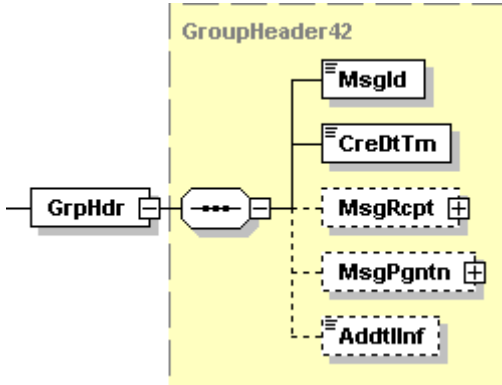 GroupHeader42
MsgId
CreDtTm
GrpHdr
MsgRcpt
MsgPgntn
AddtlInf